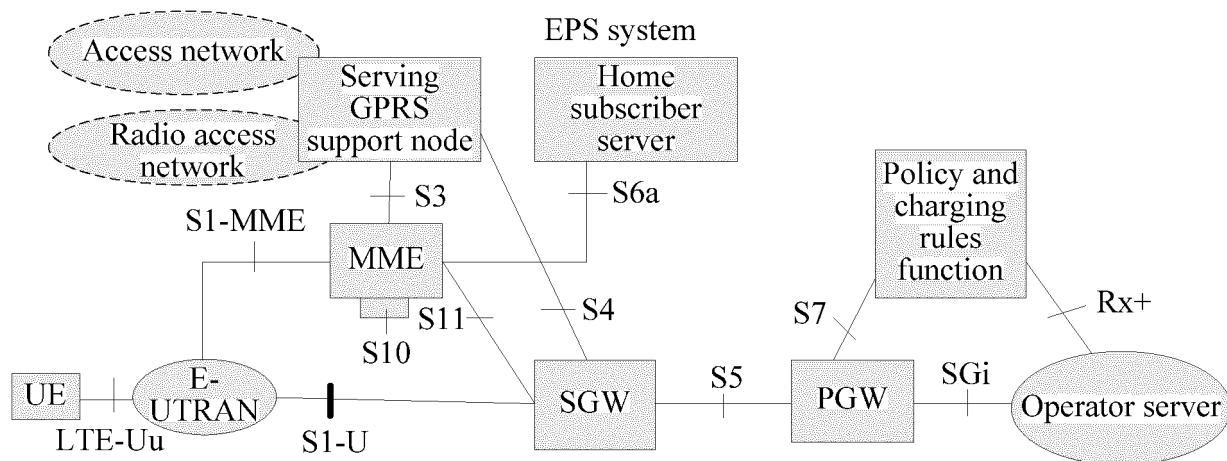 EPS system
Access network
Serving
GPRS
support node
Home
subscriber
server
Radio access
network
S3
S6a
S1-MME
MME
Policy and
charging
rules
function
S10
S11
S4
S7
Rx+
UE
LTE-Uu
E-
UTRAN
S1-U
SGW
S5
PGW
SGi
Operator server